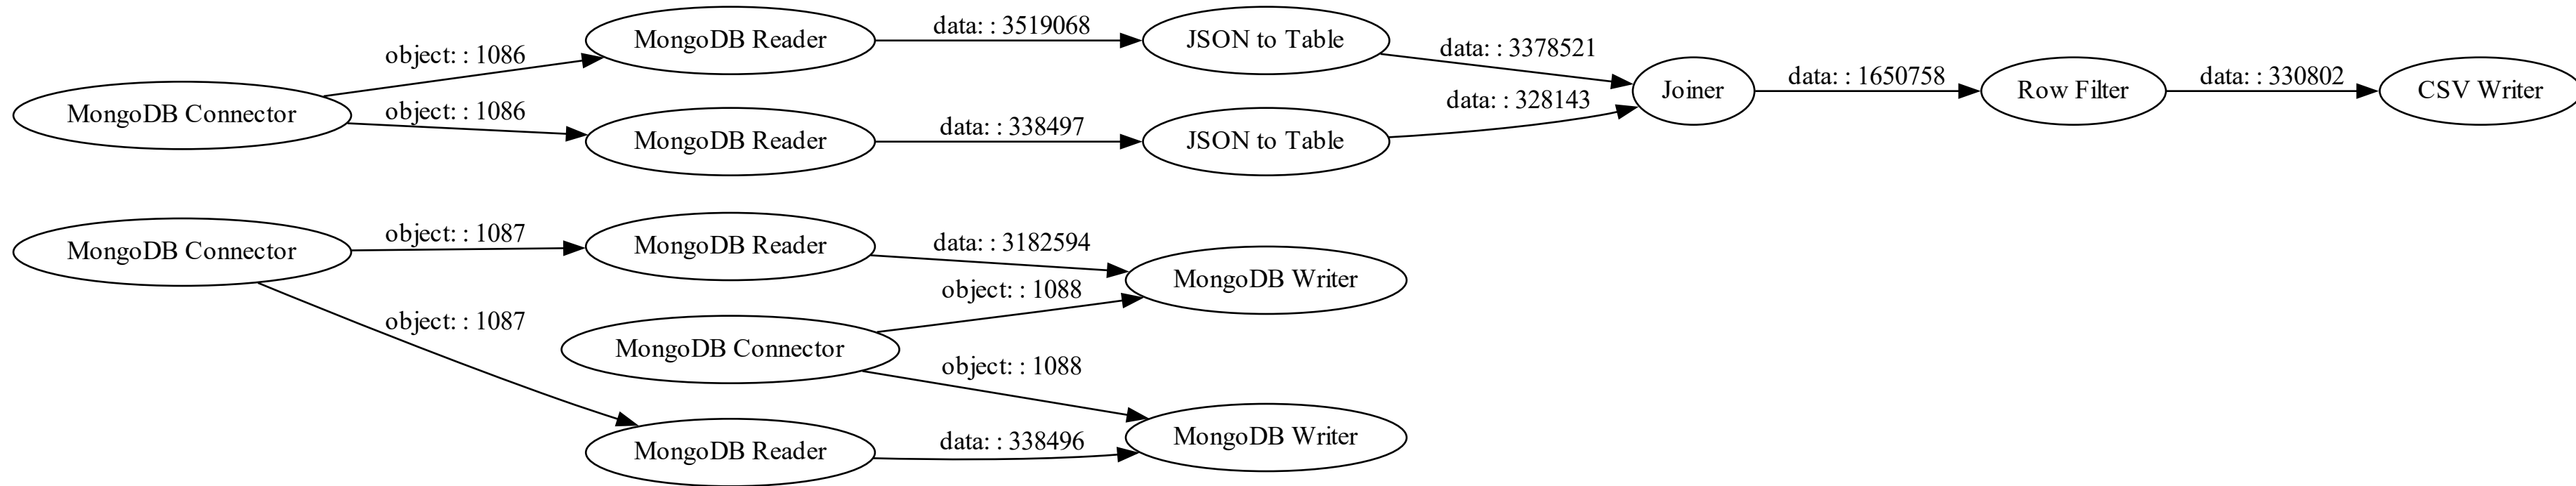 MongoDB Connector
object: : 1086
object: : 1086
MongoDB Reader
MongoDB Reader
data: : 3519068
data: : 338497
JSON to Table
JSON to Table
data: : 3378521
data: : 328143
Joiner
data: : 1650758
Row Filter
data: : 330802
CSV Writer
MongoDB Connector
object: : 1087
object: : 1087
MongoDB Reader
data: : 3182594
MongoDB Connector
object: : 1088
object: : 1088
MongoDB Writer
MongoDB Reader
data: : 338496
MongoDB Writer